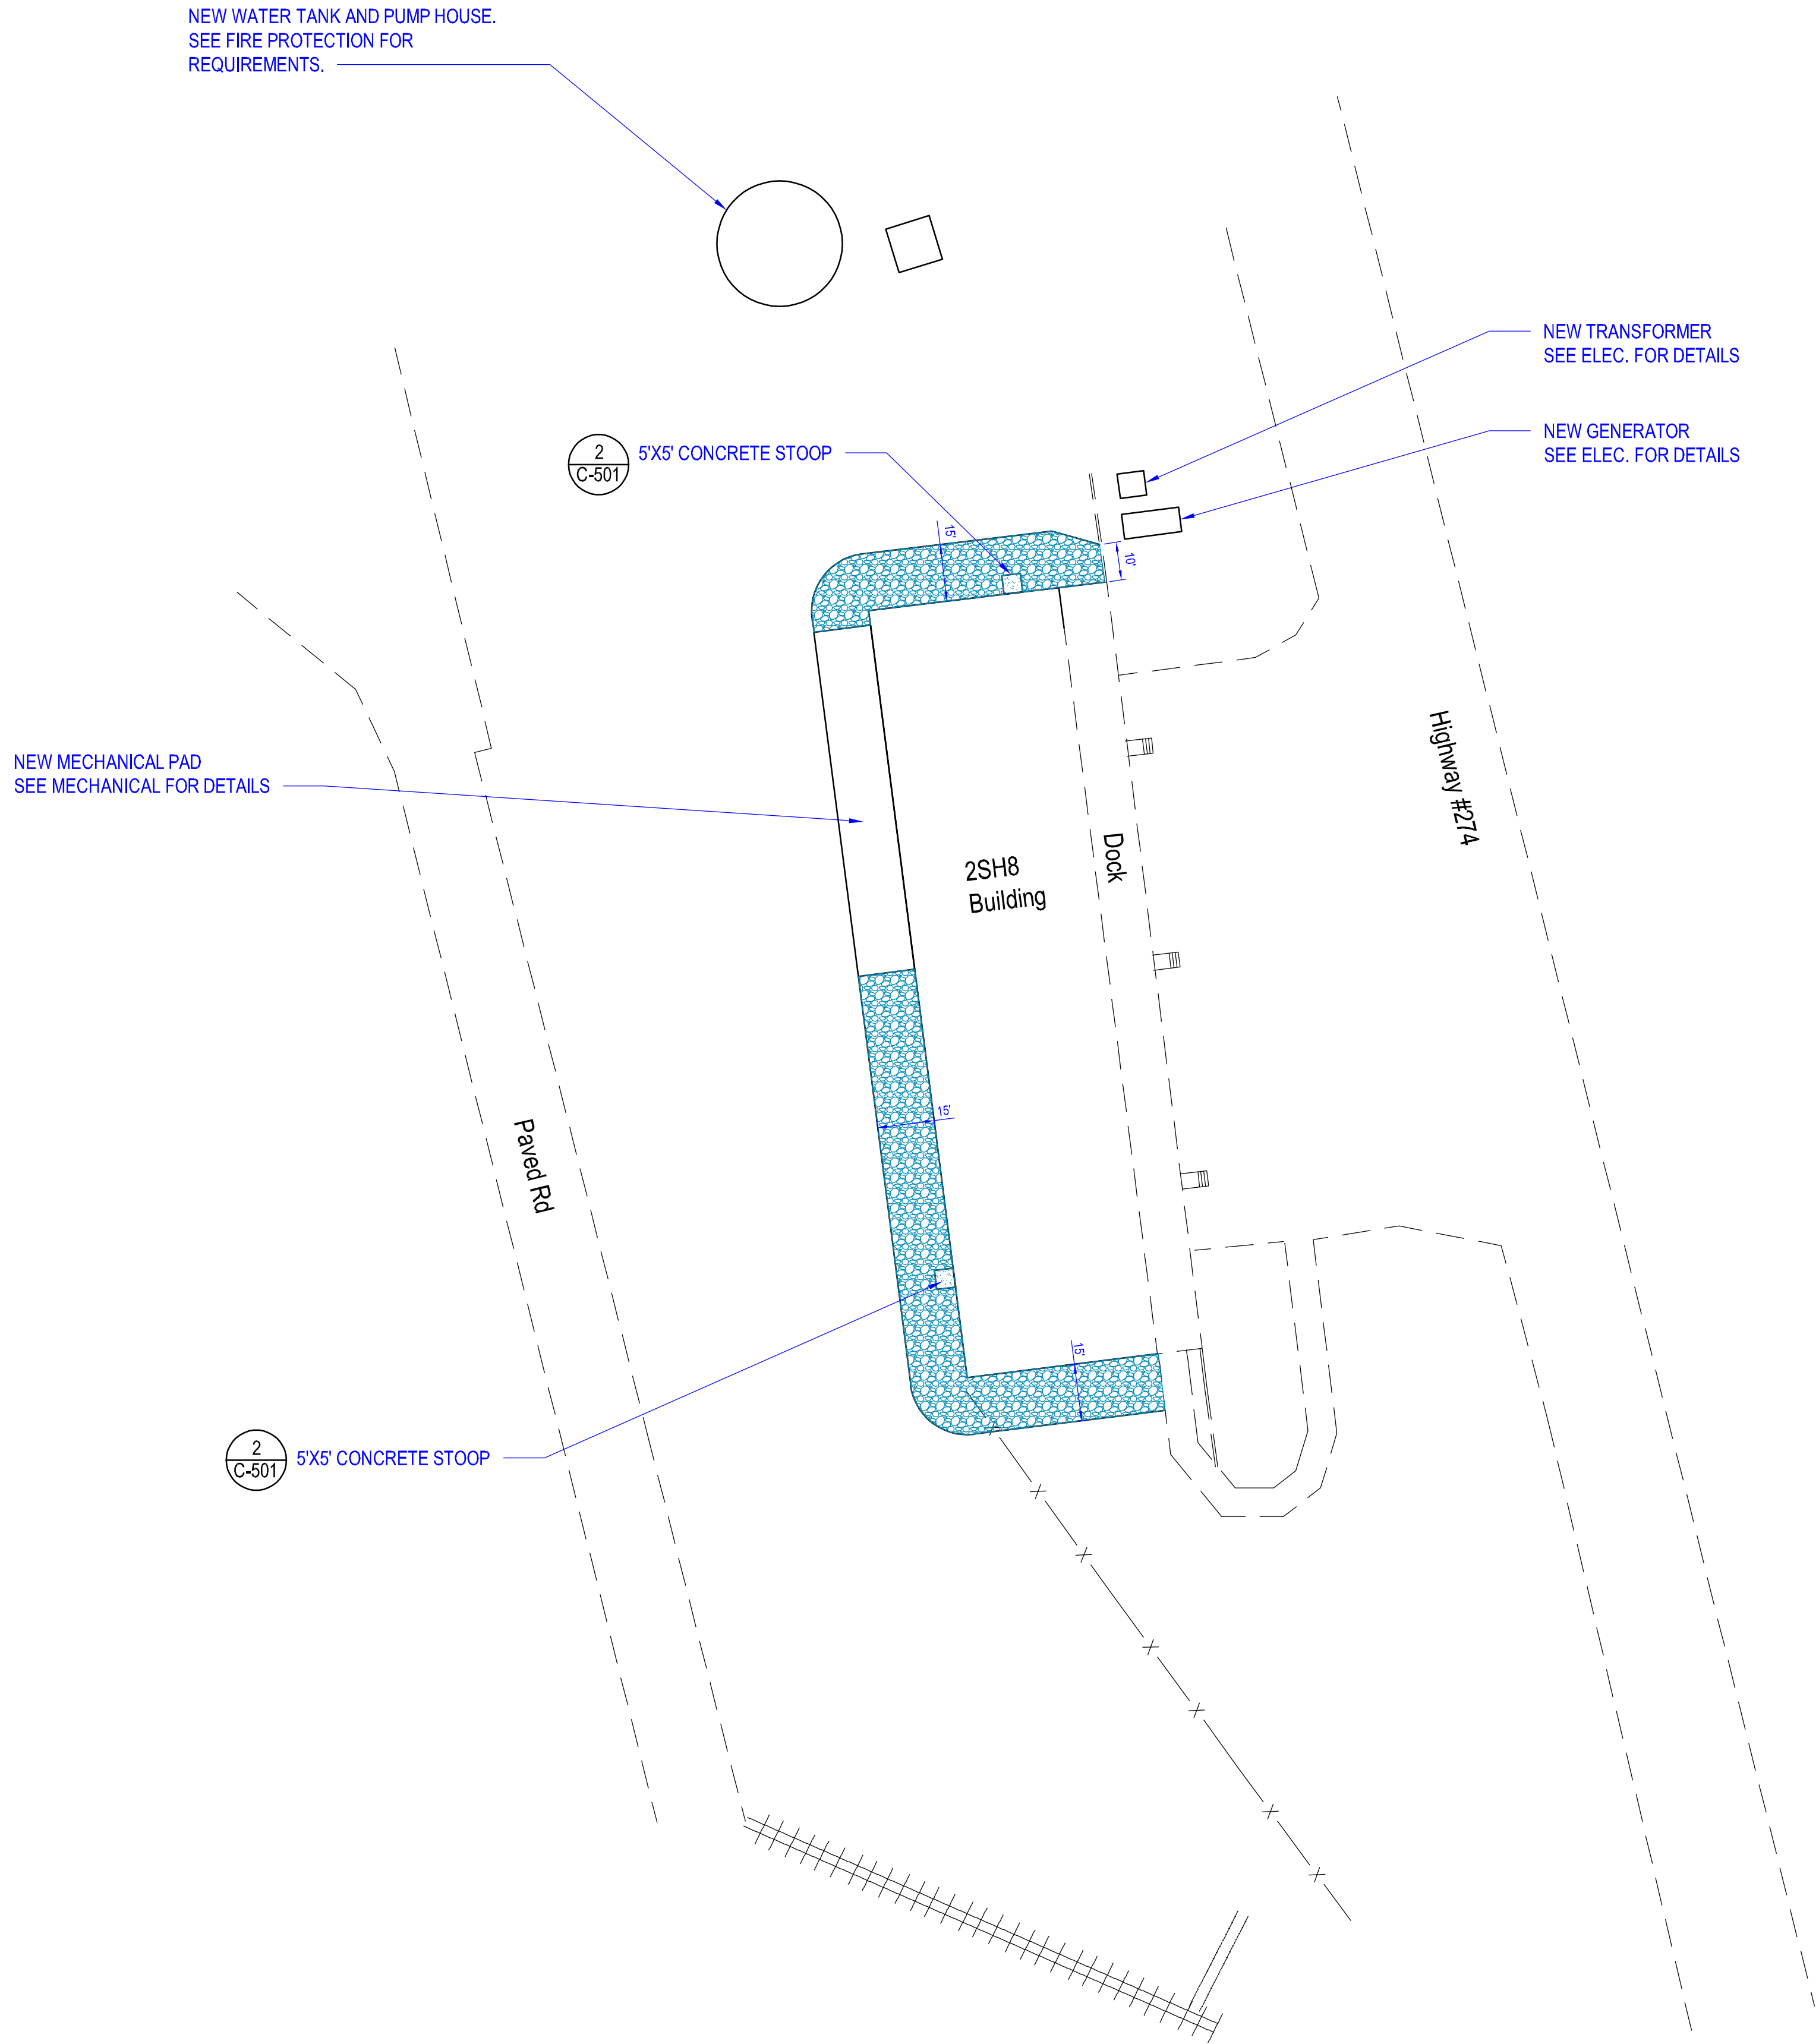 NEW WATER TANK AND PUMP HOUSE.
SEE FIRE PROTECTION FOR
REQUIREMENTS.
NEW TRANSFORMER
SEE ELEC. FOR DETAILS
NEW GENERATOR
SEE ELEC. FOR DETAILS
2
C-501
5'X5' CONCRETE STOOP
15'
10'
NEW MECHANICAL PAD
SEE MECHANICAL FOR DETAILS
Highway #274
Dock
2SH8
Building
15'
Paved Rd
15'
2
C-501
5'X5' CONCRETE STOOP